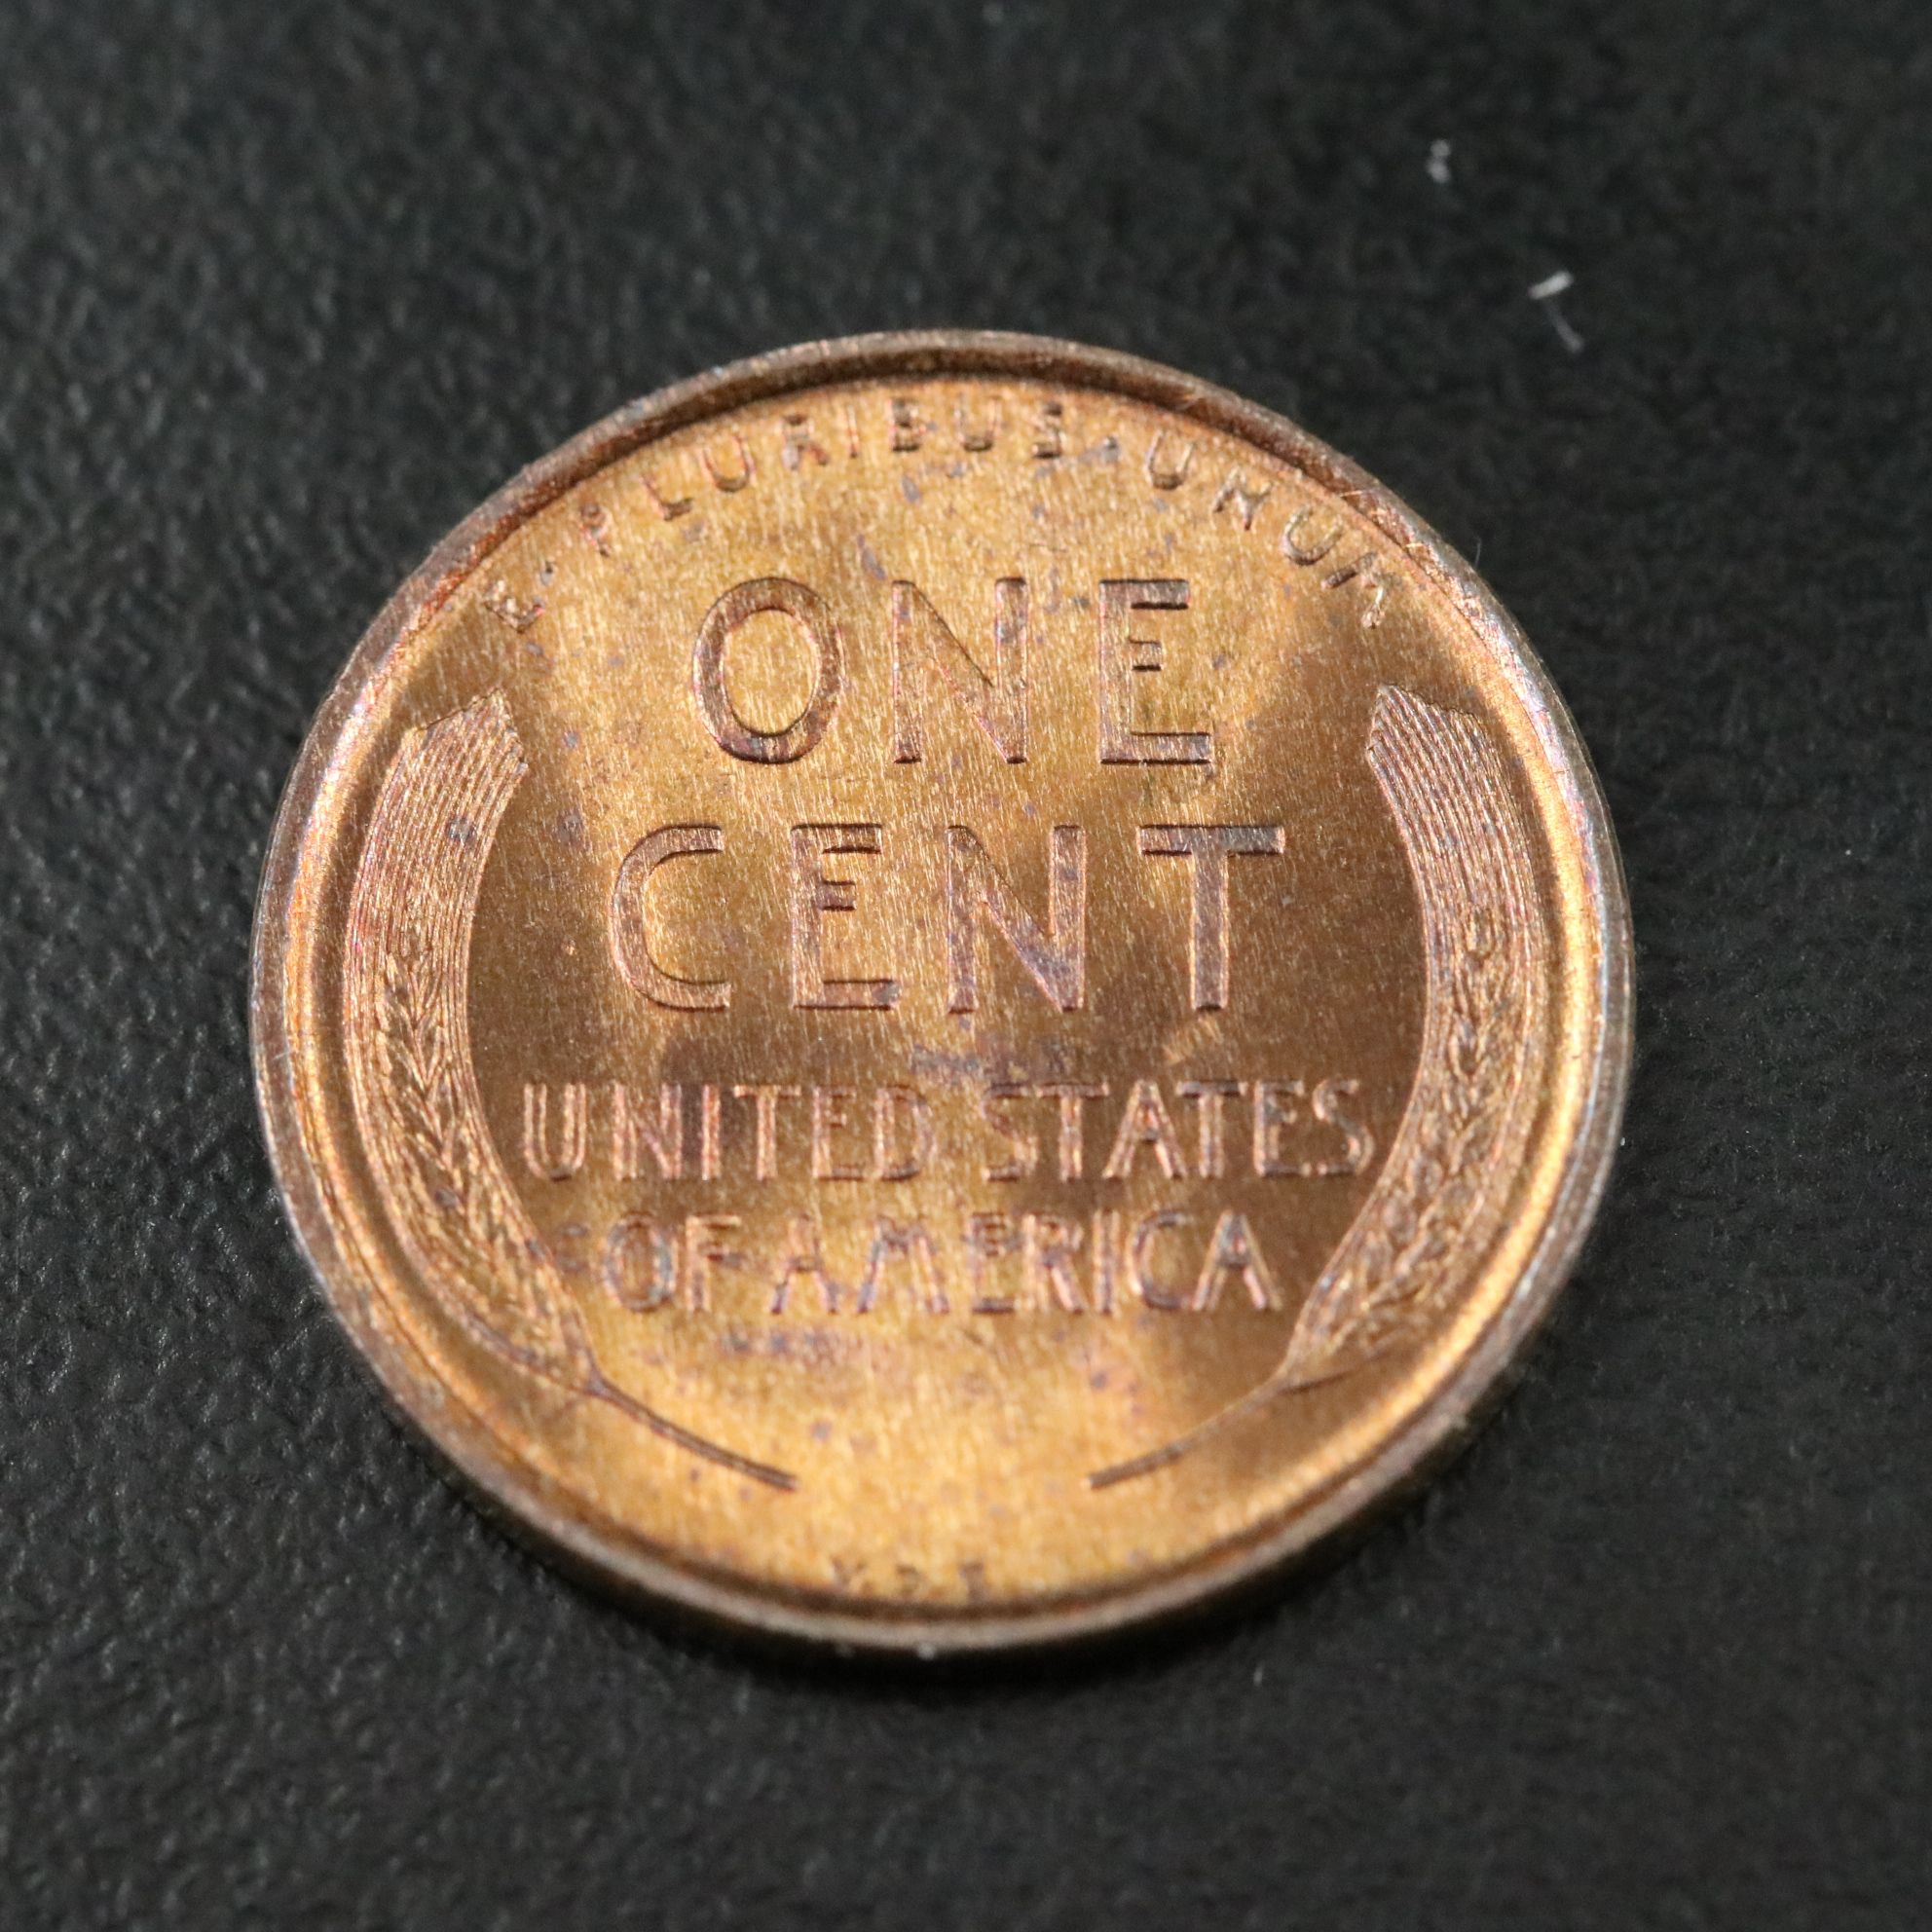 E·PLURIBUS·UNUM
ONE
CENT
UNITED STATES
OF AMERICA
V.D.B.